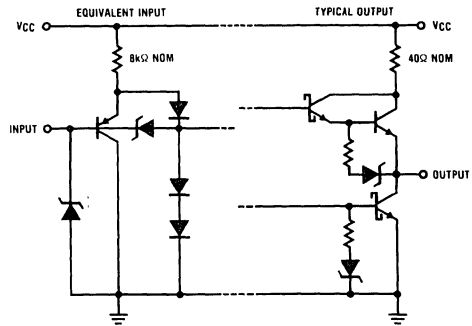 EQUIVALENT INPUT
TYPICAL OUTPUT
VCC
VCC
8kΩ NOM
40Ω NOM
INPUT
OUTPUT